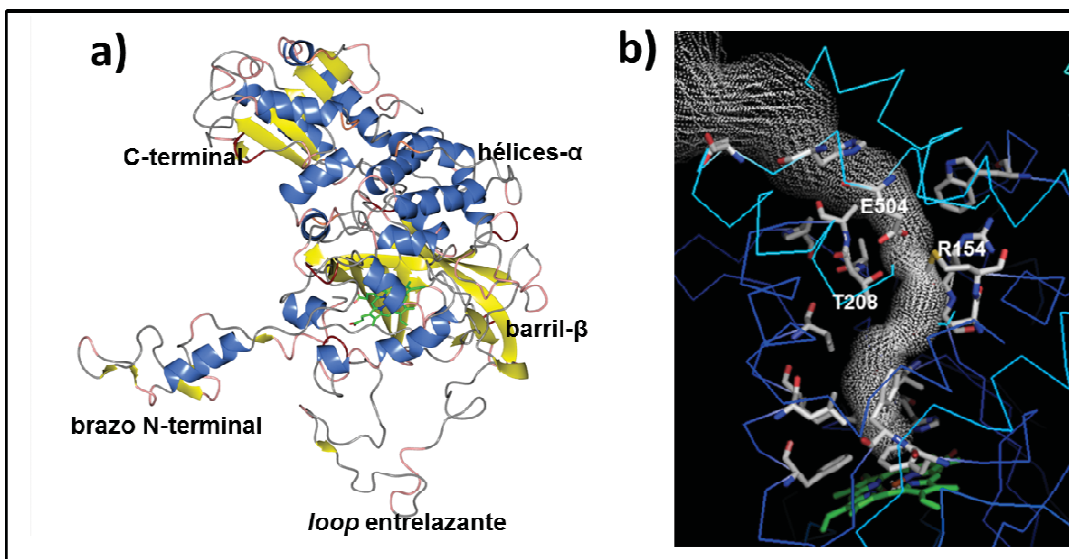 a)
C-terminal
hélices-α
barril-β
brazo N-terminal
loop entrelazante
b)
E504
R154
T208